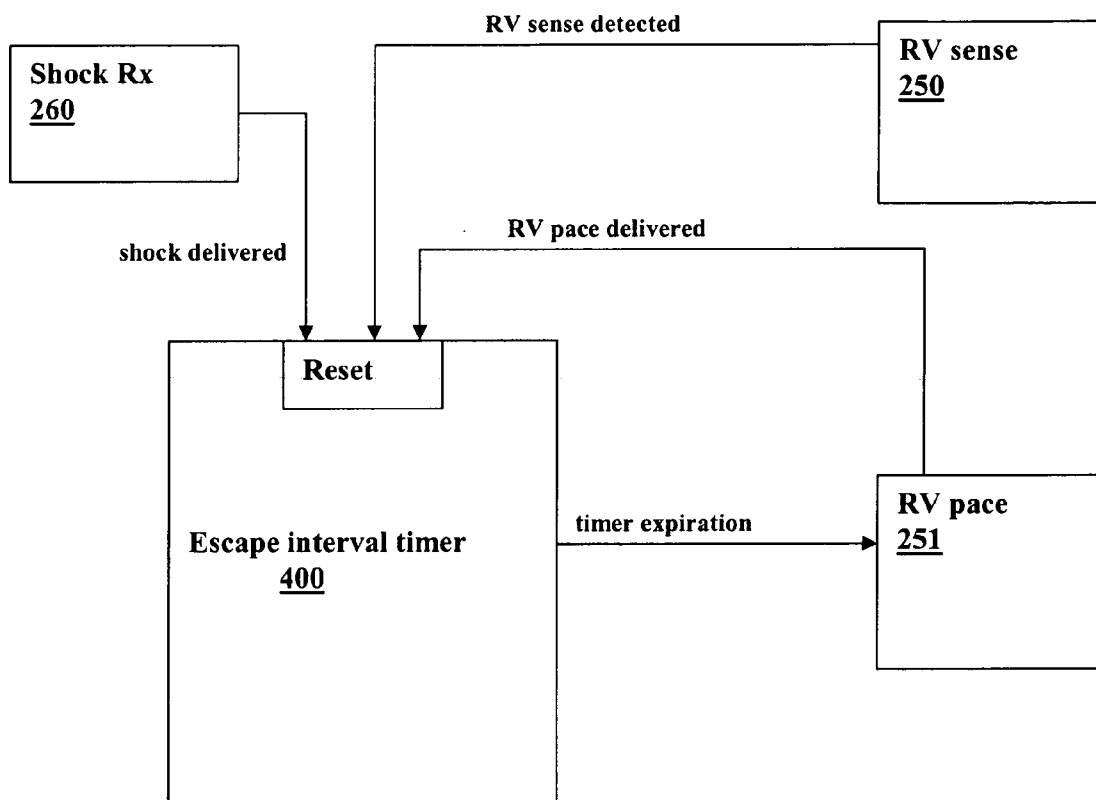 RV sense detected
Shock Rx
260
RV sense
250
RV pace delivered
shock delivered
Reset
Escape interval timer
400
timer expiration
RV pace
251